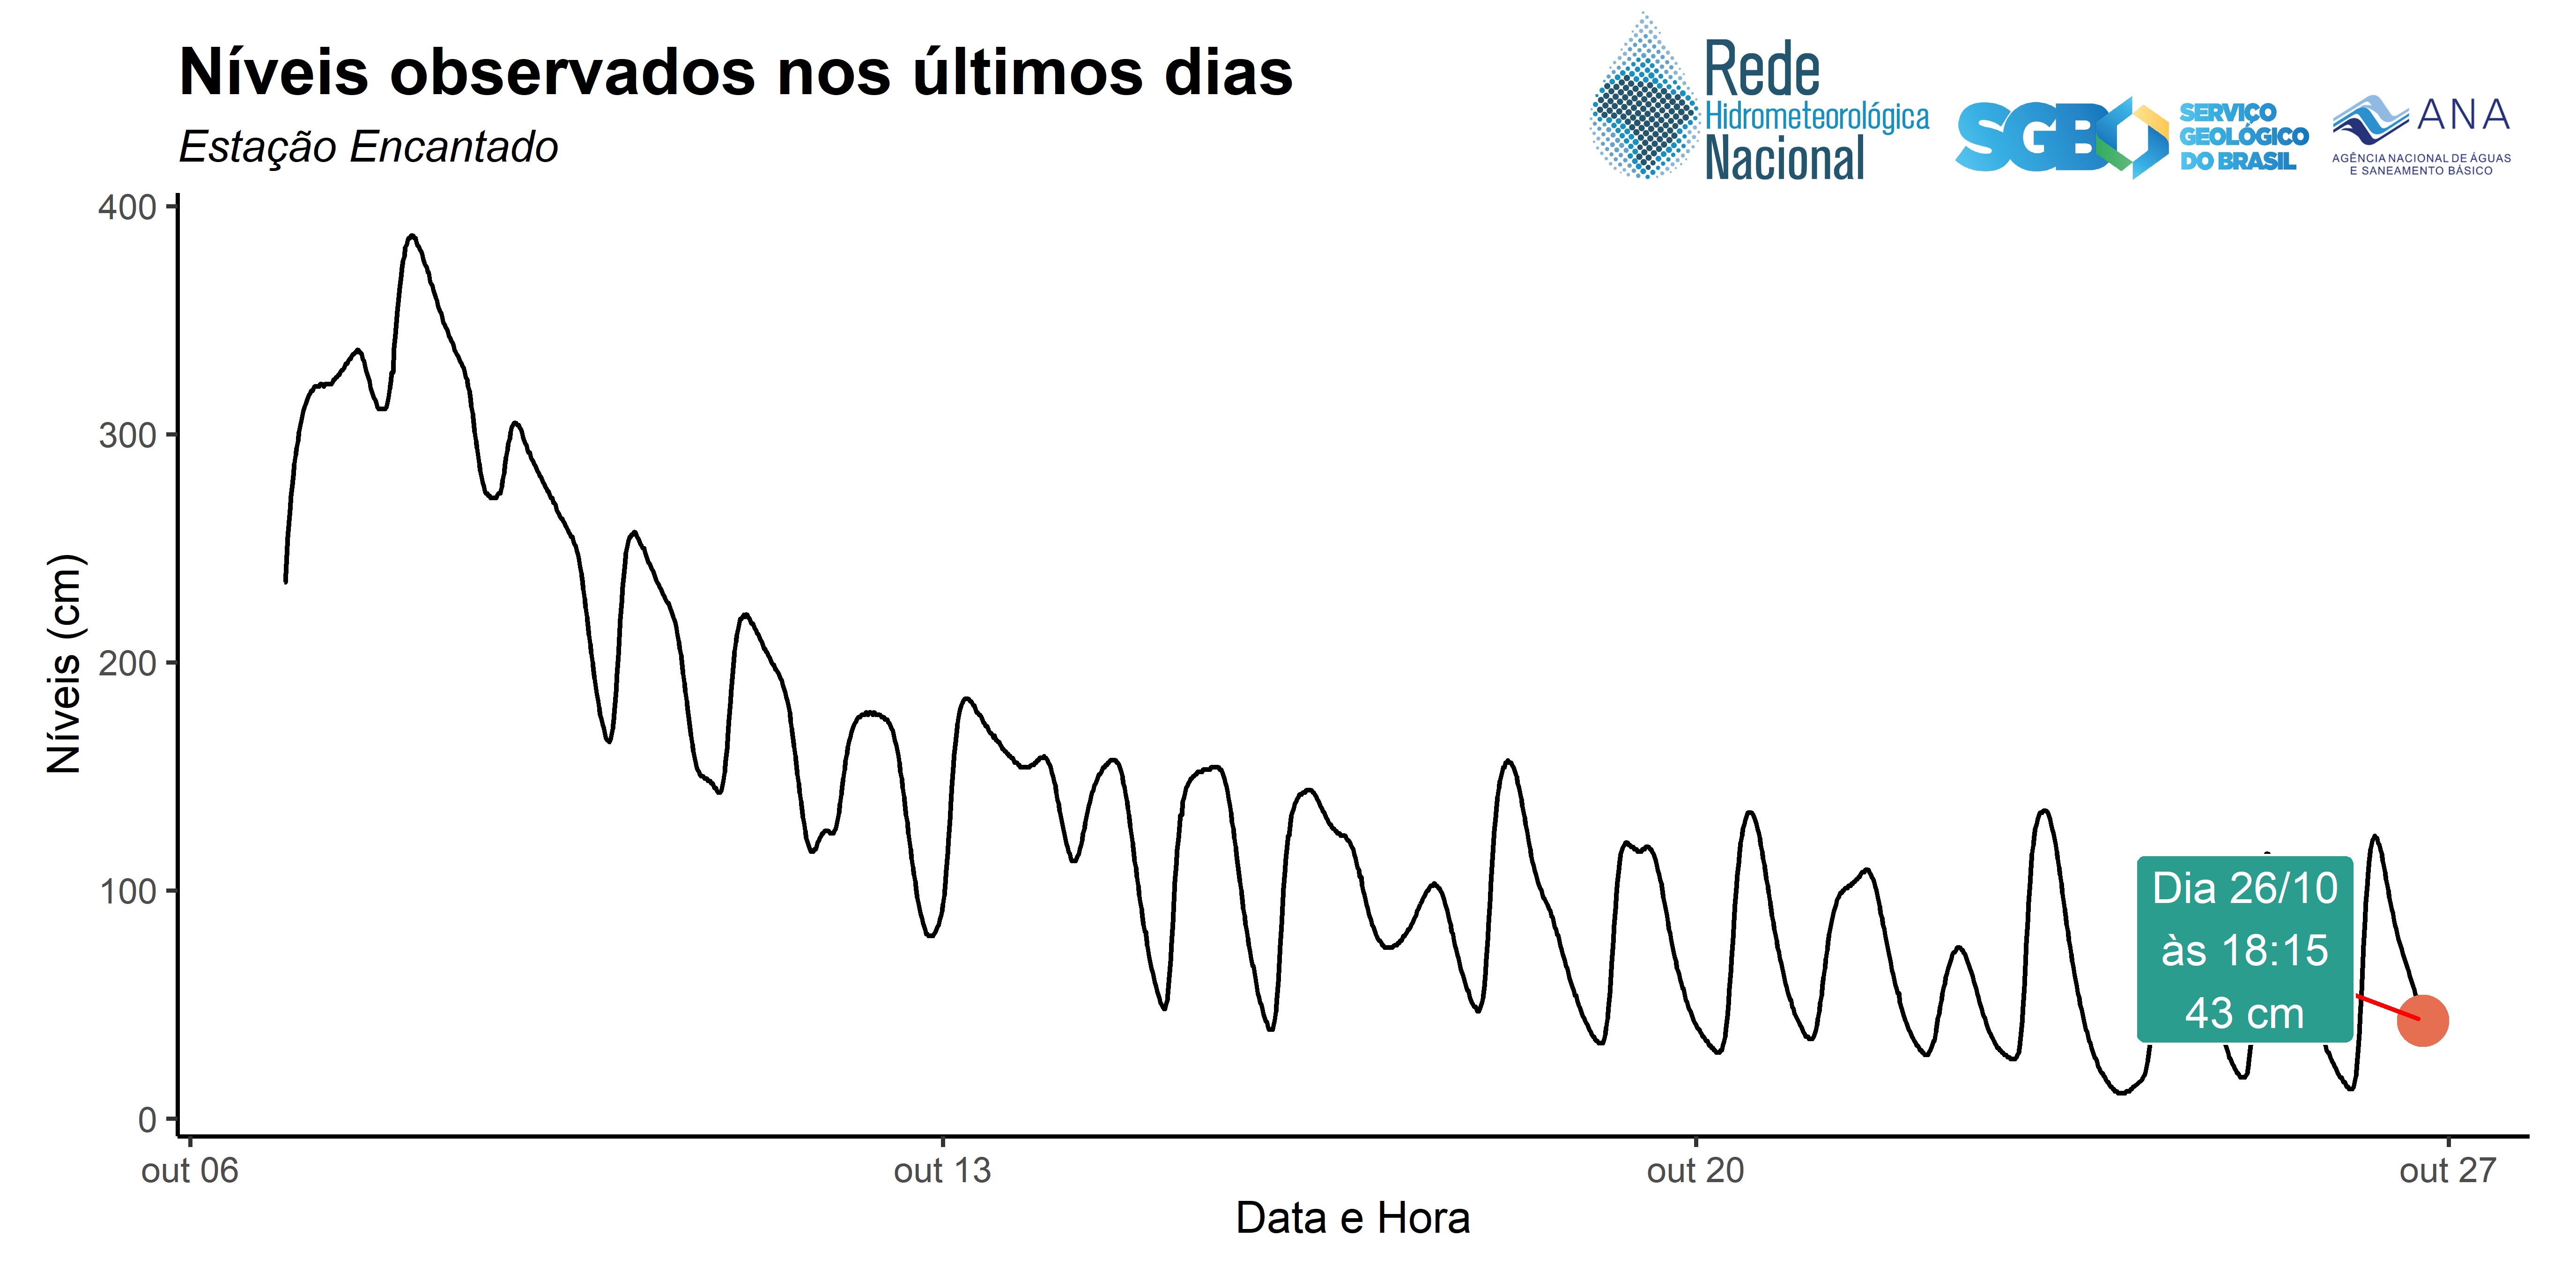 Níveis observados nos últimos dias
Estação Encantado
Rede
Hidrometeorológica
Nacional
SGB
SERVIÇO
GEOLÓGICO
DO BRASIL
ANA
AGÊNCIA NACIONAL DE ÁGUAS
E SANEAMENTO BÁSICO
400
300
200
100
0
Níveis (cm)
Dia 26/10
às 18:15
43 cm
out 06
out 13
out 20
out 27
Data e Hora